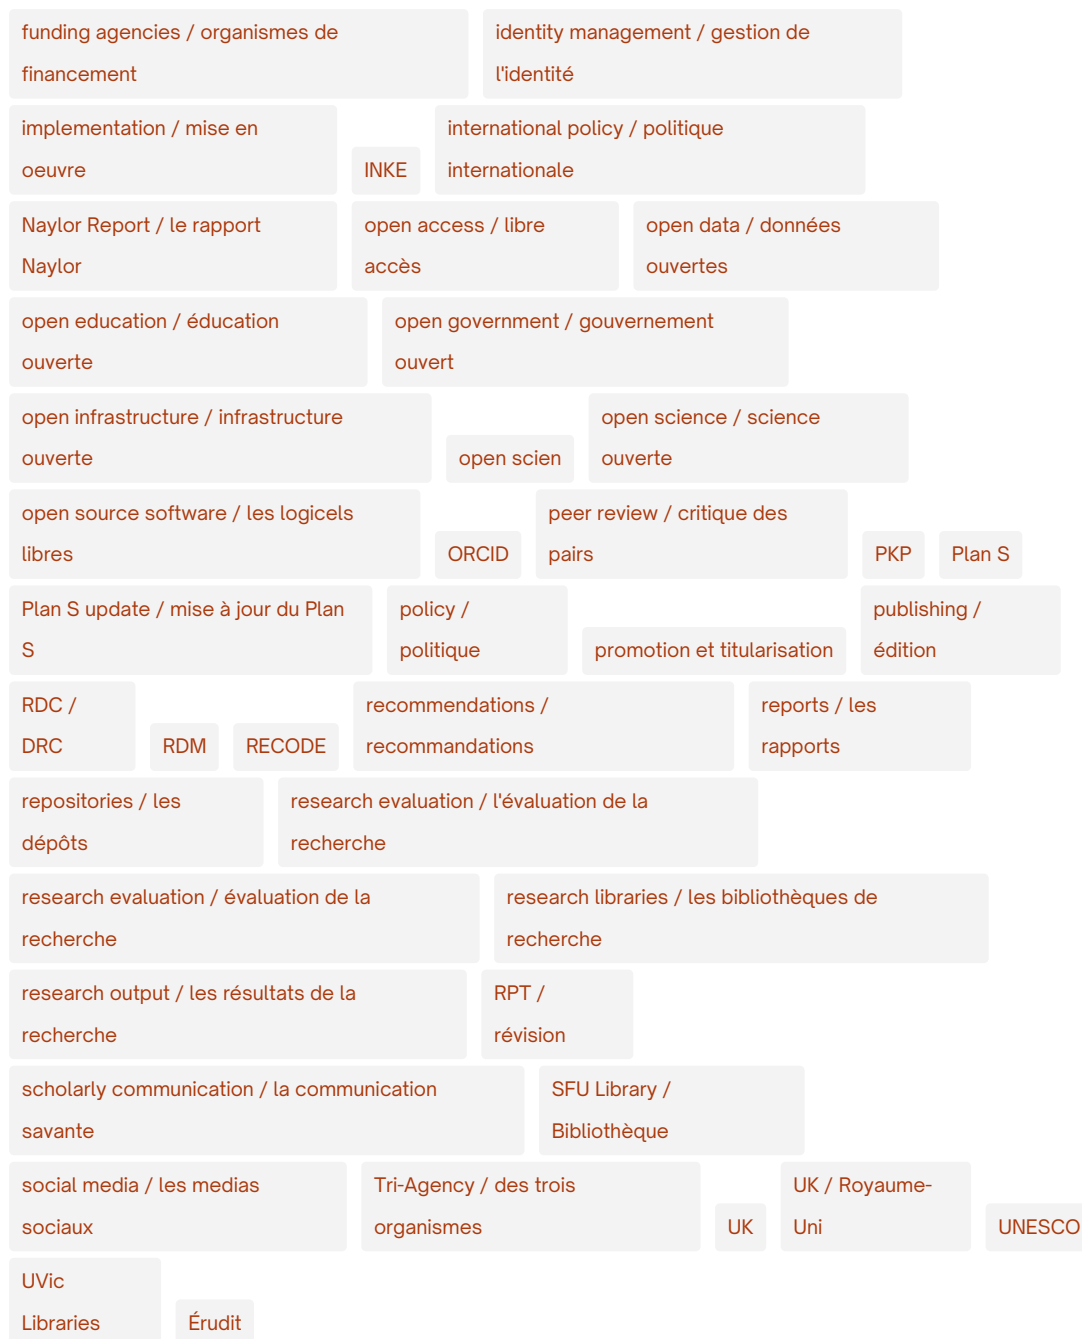 funding agencies / organismes de
financement
identity management / gestion de
l'identité
implementation / mise en
oeuvre
INKE
international policy / politique
internationale
Naylor Report / le rapport
Naylor
open access / libre
accès
open data / données
ouvertes
open education / éducation
ouverte
open government / gouvernement
ouvert
open infrastructure / infrastructure
ouverte
open scien
open science / science
ouverte
open source software / les logicels
libres
ORCID
peer review / critique des
pairs
PKP
Plan S
Plan S update / mise à jour du Plan
S
policy /
politique
promotion et titularisation
publishing /
édition
RDC /
DRC
RDM
RECODE
recommendations /
recommandations
reports / les
rapports
repositories / les
dépôts
research evaluation / l'évaluation de la
recherche
research evaluation / évaluation de la
recherche
research libraries / les bibliothèques de
recherche
research output / les résultats de la
recherche
RPT /
révision
scholarly communication / la communication
savante
SFU Library /
Bibliothèque
social media / les medias
sociaux
Tri-Agency / des trois
organismes
UK
UK / Royaume-
Uni
UNESCO
UVic
Libraries
Érudit